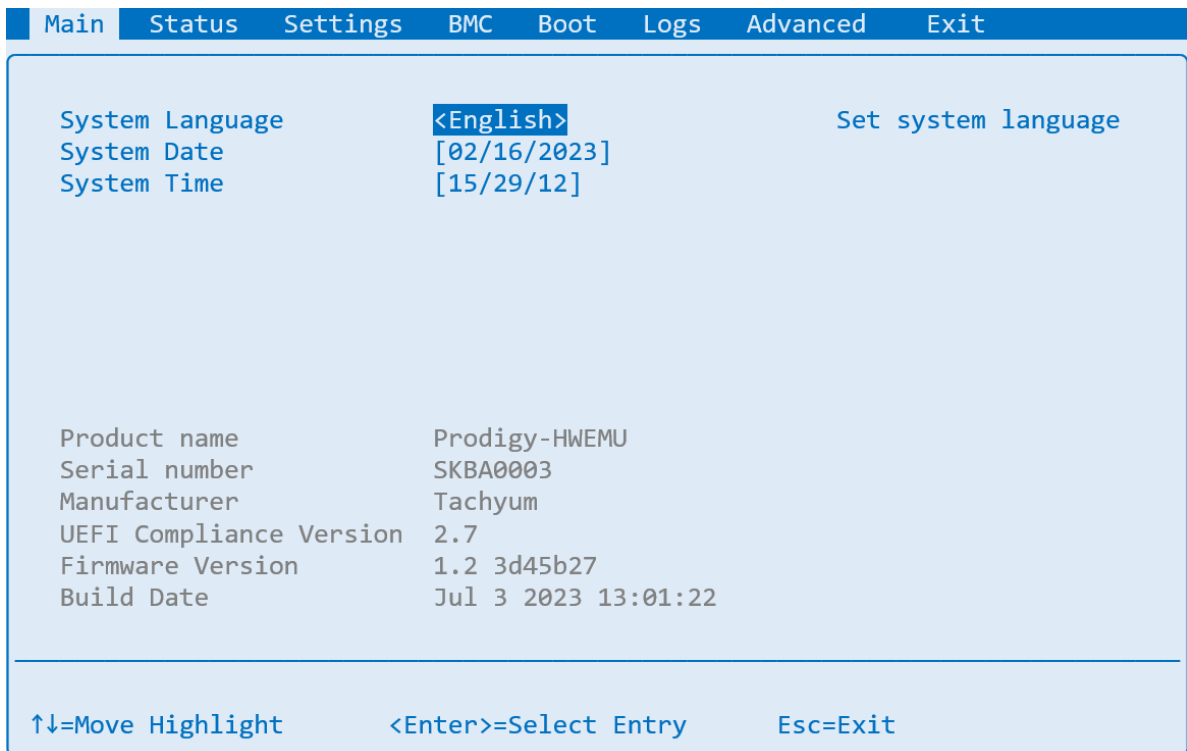 Main Status Settings BMC Boot Logs Advanced Exit
System Language <English> Set system language
System Date [02/16/2023]
System Time [15/29/12]
Product name Prodigy-HWEMU
Serial number SKBA0003
Manufacturer Tachyum
UEFI Compliance Version 2.7
Firmware Version 1.2 3d45b27
Build Date Jul 3 2023 13:01:22
↑↓=Move Highlight <Enter>=Select Entry Esc=Exit